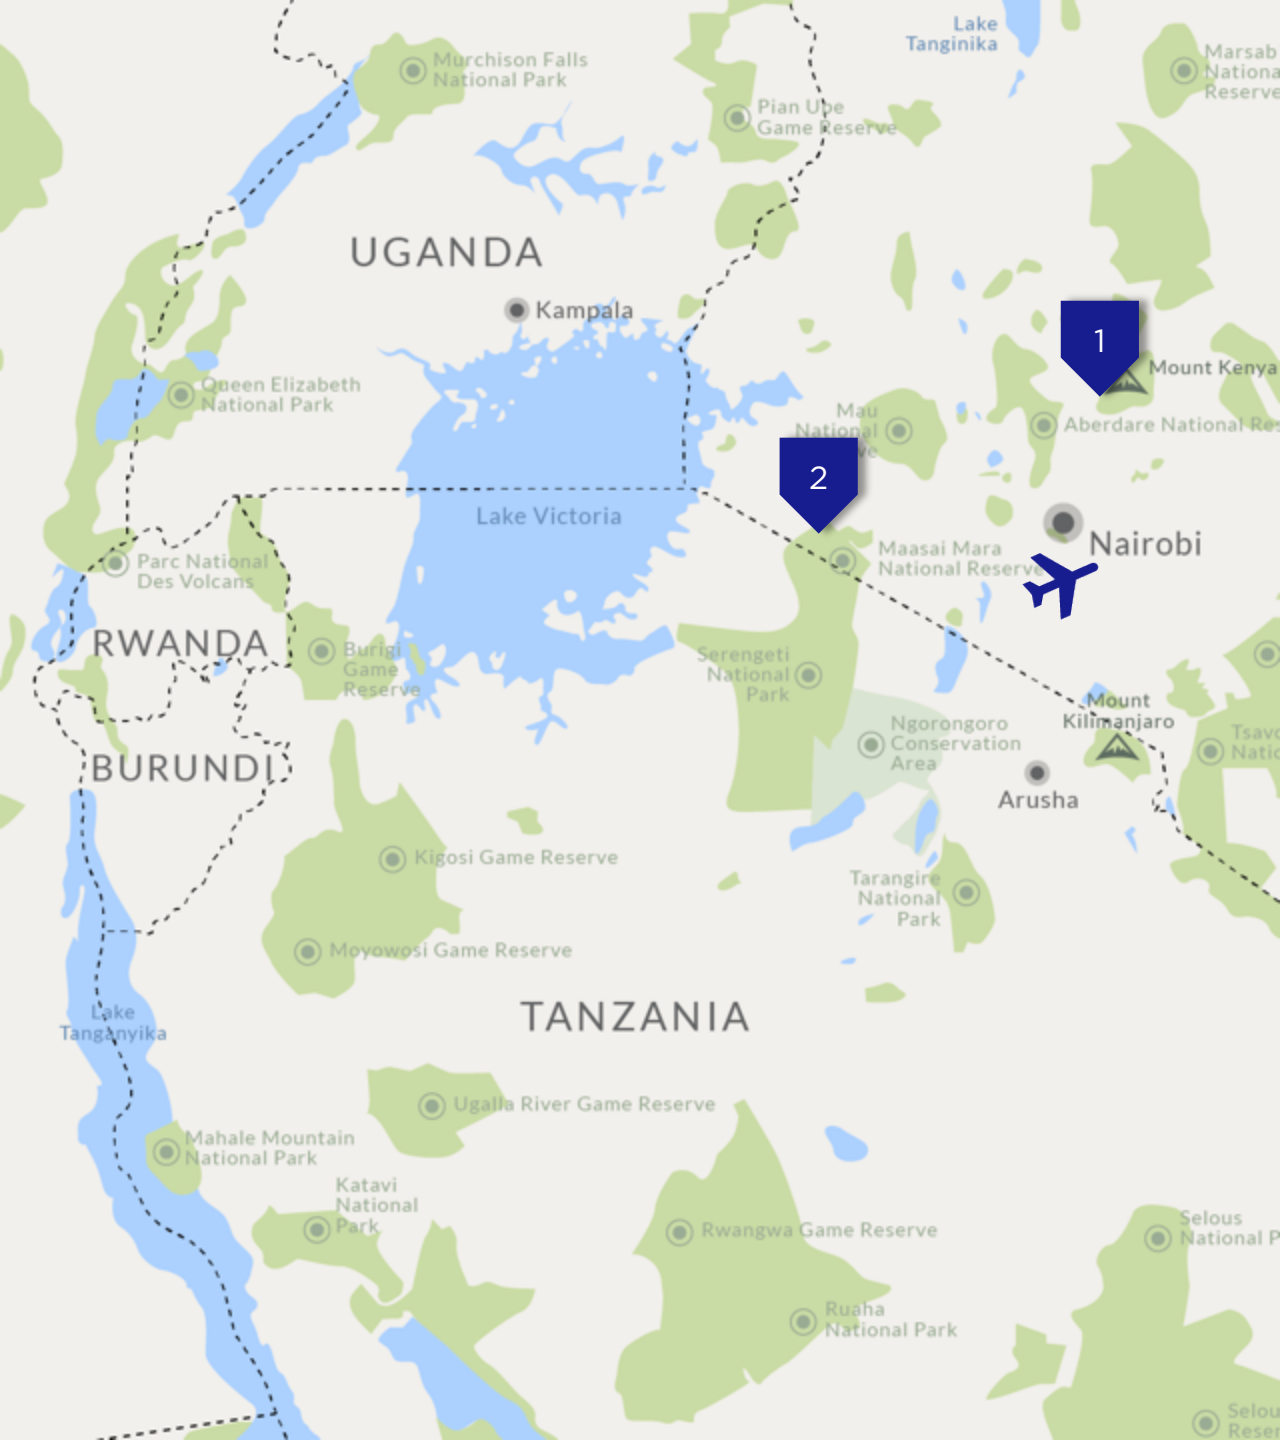 Lake
Tanginika
Murchison Falls
National Park
Marsab
Nationa
Reserve
Pian Upe
Game Reserve
UGANDA
Kampala
1
Mount Kenya
Queen Elizabeth
National Park
Mau
National
ve
Aberdare National Res
2
Lake Victoria
Nairobi
Maasai Mara
National Reserve
Parc National
Des Volcans
RWANDA
Burigi
Game
Reserve
Serengeti
National
Park
Mount
Kilimanjaro
Ngorongoro
Conservation
Area
Tsavo
Natio
BURUNDI
Arusha
Kigosi Game Reserve
Tarangire
National
Park
Moyowosi Game Reserve
TANZANIA
Lake
Tanganyika
Ugalla River Game Reserve
Mahale Mountain
National Park
Katavi
National
Park
Rwangwa Game Reserve
Selous
National P
Ruaha
National Park
Selou
Reser